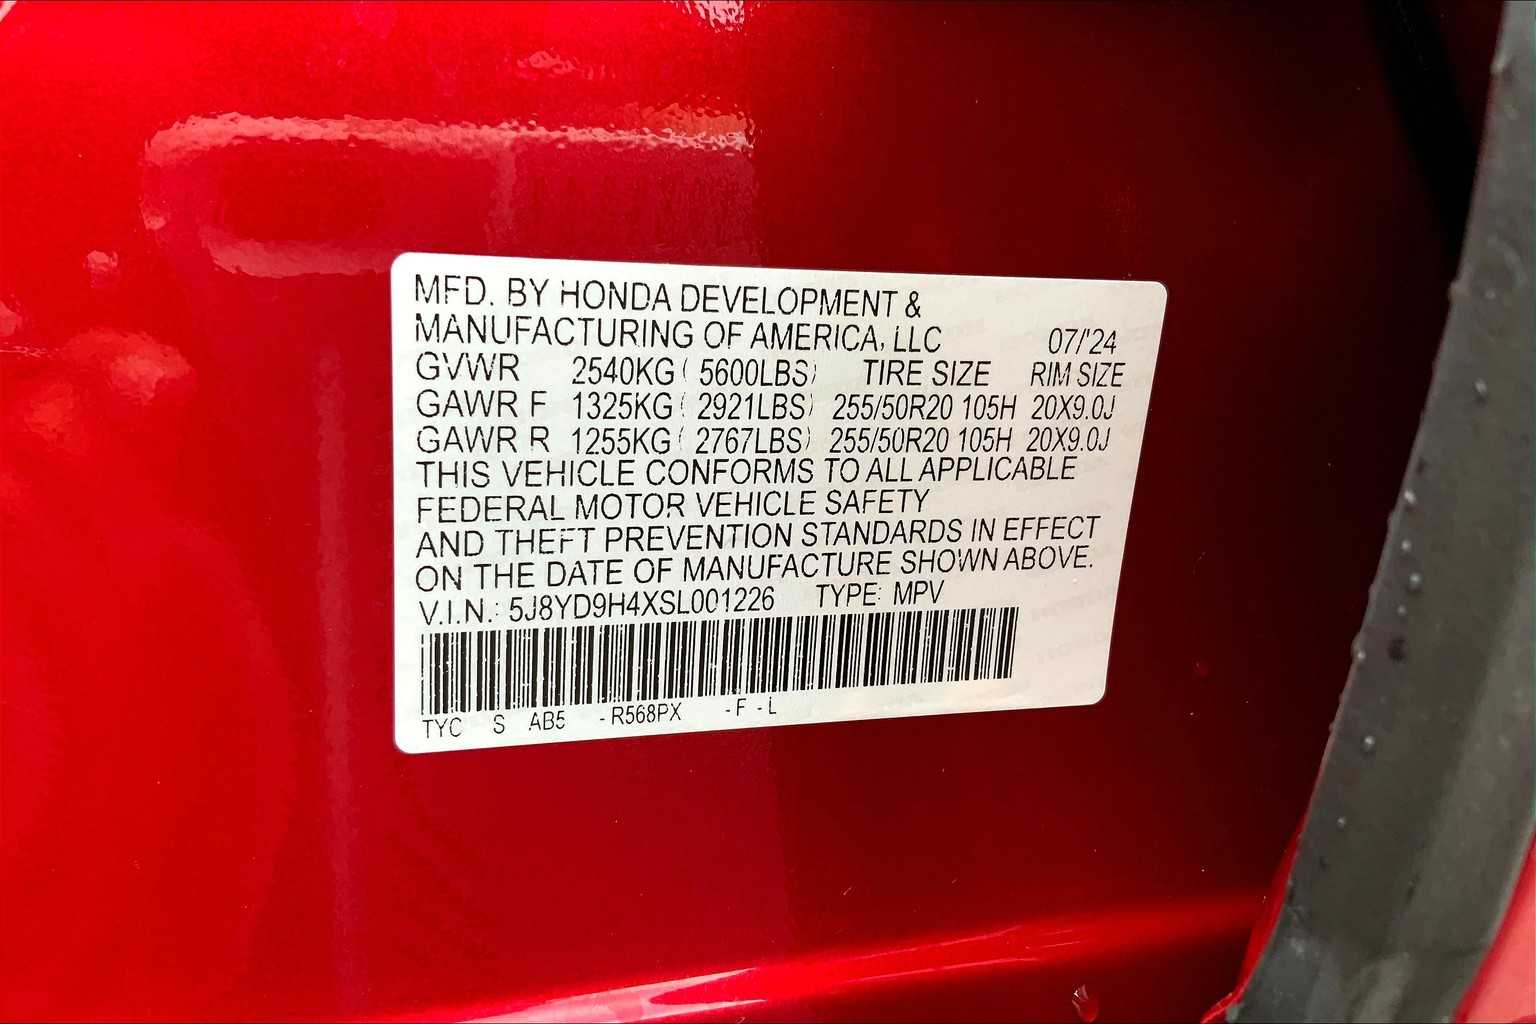 MFD. BY HONDA DEVELOPMENT &
MANUFACTURING OF AMERICA, LLC 07/'24
GVWR 2540KG ( 5600LBS) TIRE SIZE RIM SIZE
GAWR F 1325KG ( 2921LBS) 255/50R20 105H 20X9.0J
GAWR R 1255KG ( 2767LBS) 255/50R20 105H 20X9.0J
THIS VEHICLE CONFORMS TO ALL APPLICABLE
FEDERAL MOTOR VEHICLE SAFETY
AND THEFT PREVENTION STANDARDS IN EFFECT
ON THE DATE OF MANUFACTURE SHOWN ABOVE.
V.I.N.: 5J8YD9H4XSL001226 TYPE: MPV
TYC S AB5 -R568PX -F -L